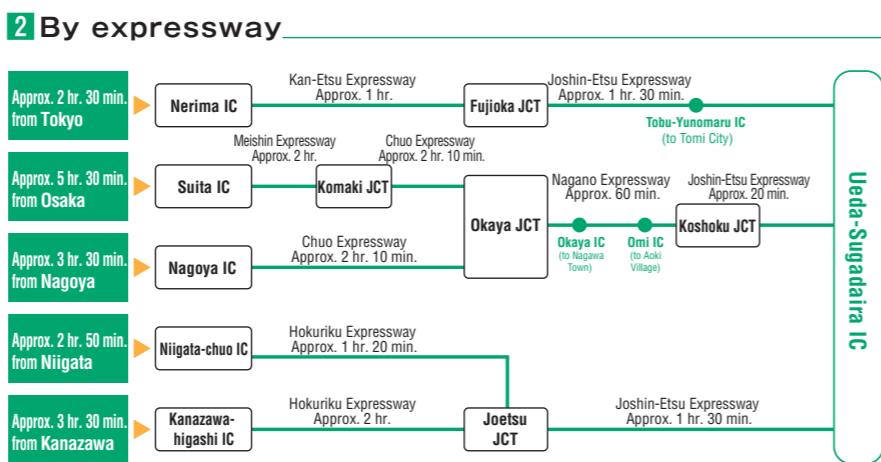 2 By expressway
Approx. 2 hr. 30 min.
from Tokyo
Nerima IC
Kan-Etsu Expressway
Approx. 1 hr.
Fujioka JCT
Joshin-Etsu Expressway
Approx. 1 hr. 30 min.
Tobu-Yunomaru IC
(to Tomi City)
Approx. 5 hr. 30 min.
from Osaka
Suita IC
Meishin Expressway
Approx. 2 hr.
Komaki JCT
Chuo Expressway
Approx. 2 hr. 10 min.
Okaya JCT
Nagano Expressway
Approx. 60 min.
Okaya IC
(to Nagawa
Town)
Omi IC
(to Aoki
Village)
Koshoku JCT
Joshin-Etsu Expressway
Approx. 20 min.
Approx. 3 hr. 30 min.
from Nagoya
Nagoya IC
Chuo Expressway
Approx. 2 hr. 10 min.
Approx. 2 hr. 50 min.
from Niigata
Niigata-chuo IC
Hokuriku Expressway
Approx. 1 hr. 20 min.
Approx. 3 hr. 30 min.
from Kanazawa
Kanazawa-
higashi IC
Hokuriku Expressway
Approx. 2 hr.
Joetsu
JCT
Joshin-Etsu Expressway
Approx. 1 hr. 30 min.
Ueda-Sugadaira IC